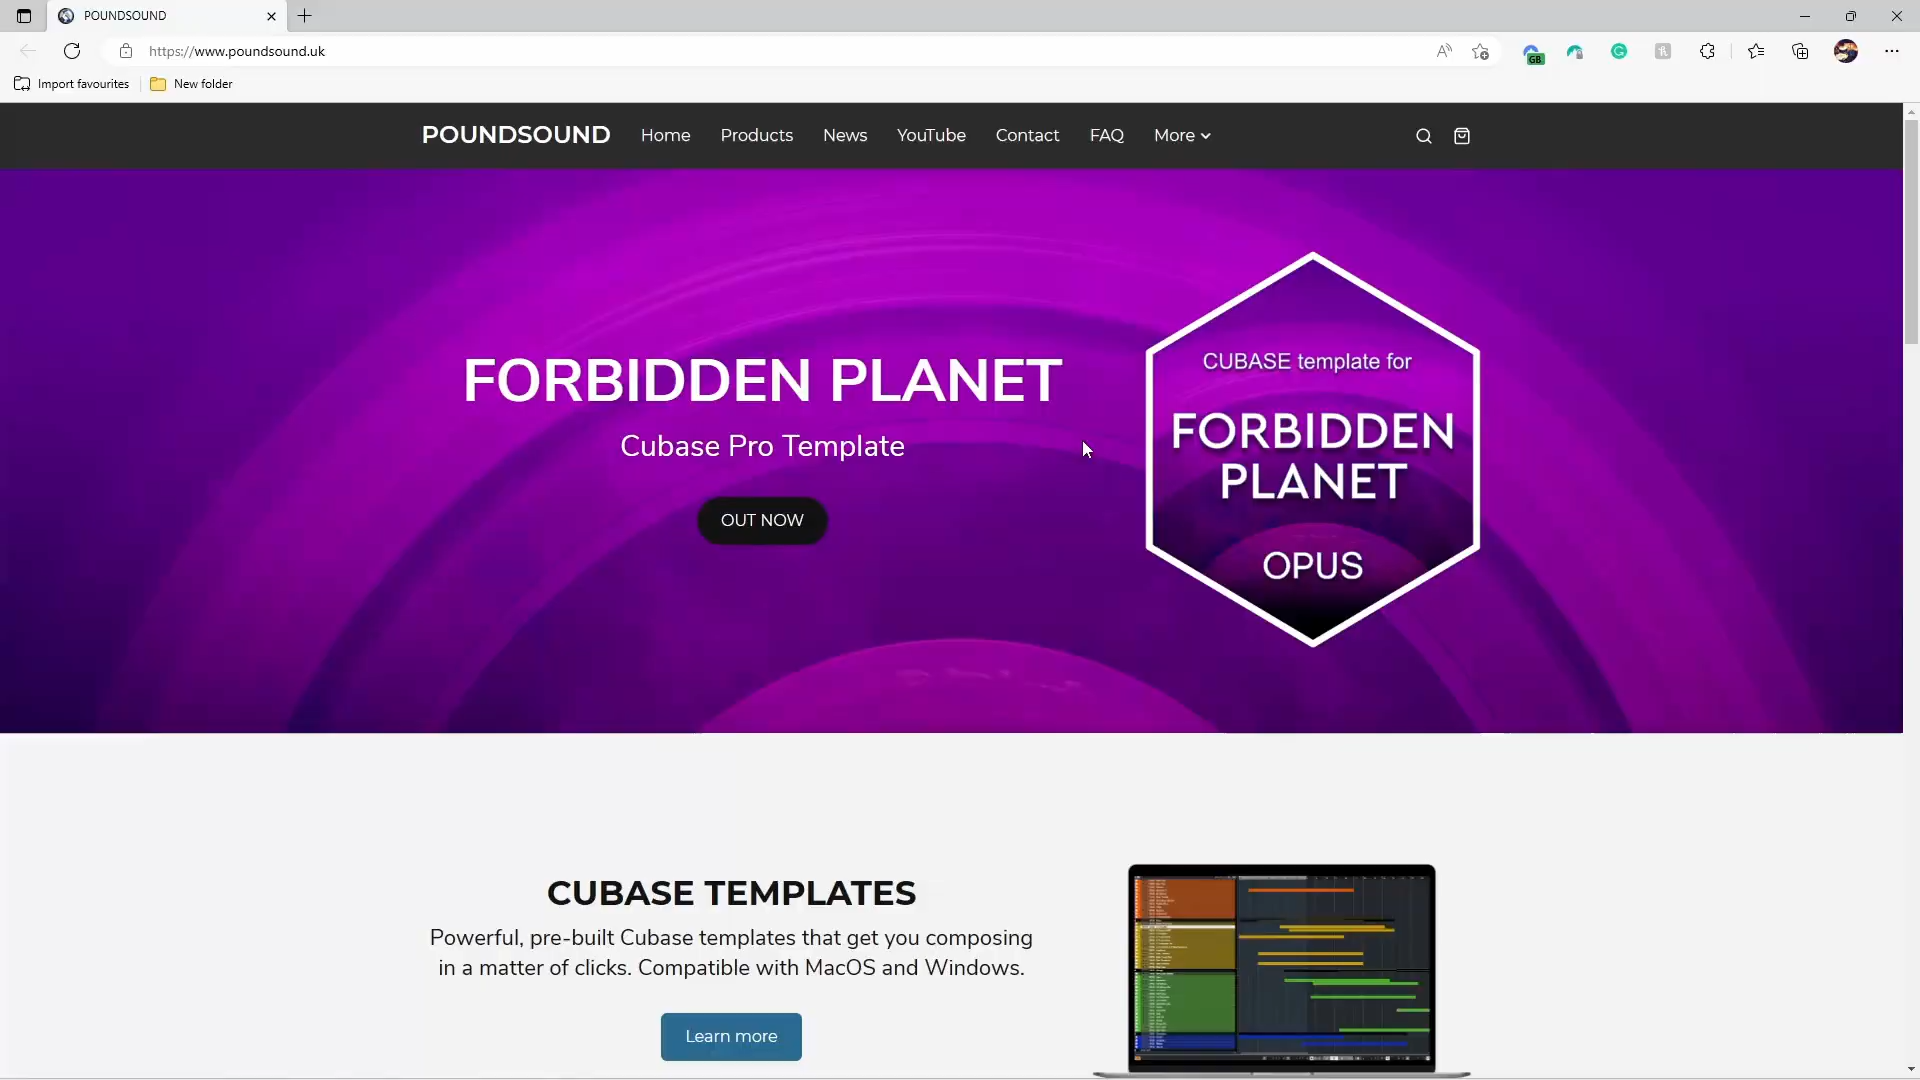 POUNDSOUND
https://www.poundsound.uk
GB
Import favourites
New folder
POUNDSOUND
Home
Products
News
YouTube
Contact
FAQ
More
FORBIDDEN PLANET
Cubase Pro Template
OUT NOW
CUBASE template for
FORBIDDEN
PLANET
OPUS
CUBASE TEMPLATES
Powerful, pre-built Cubase templates that get you composing
in a matter of clicks. Compatible with MacOS and Windows.
Learn more